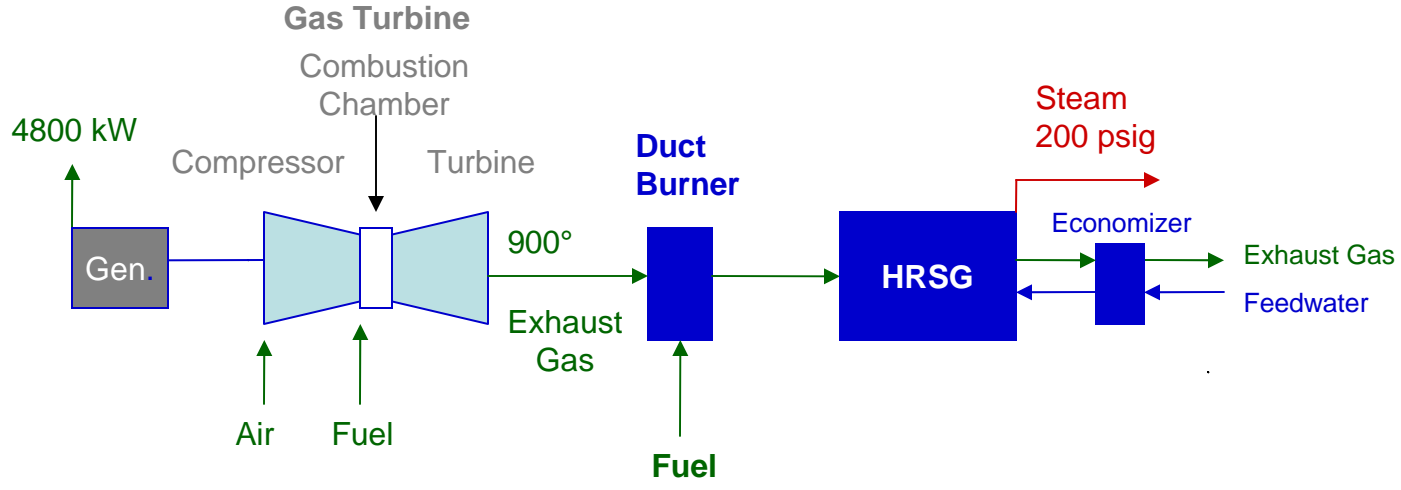 Gas Turbine
Combustion
Chamber
4800 kW
Compressor
Turbine
Duct
Burner
Steam
200 psig
Economizer
Gen.
900°
HRSG
Exhaust Gas
Feedwater
Exhaust
Gas
Air
Fuel
Fuel